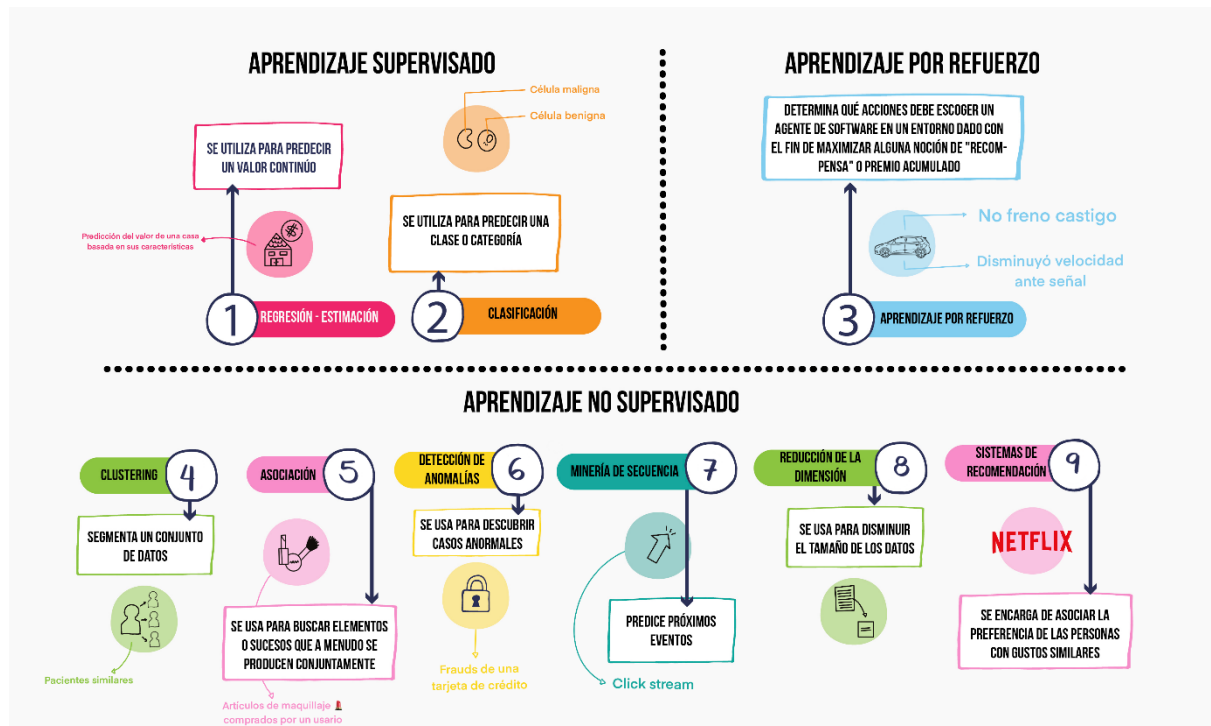 APRENDIZAJE SUPERVISADO
Célula maligna
Célula benigna
SE UTILIZA PARA PREDECIR
UN VALOR CONTINÚO
Predicción del valor de una casa
basada en sus características
1
REGRESIÓN - ESTIMACIÓN
SE UTILIZA PARA PREDECIR UNA
CLASE O CATEGORÍA
2
CLASIFICACIÓN
APRENDIZAJE POR REFUERZO
DETERMINA QUÉ ACCIONES DEBE ESCOGER UN
AGENTE DE SOFTWARE EN UN ENTORNO DADO CON
EL FIN DE MAXIMIZAR ALGUNA NOCIÓN DE "RECOM-
PENSA" O PREMIO ACUMULADO
No freno castigo
Disminuyó velocidad
ante señal
3
APRENDIZAJE POR REFUERZO
APRENDIZAJE NO SUPERVISADO
CLUSTERING
4
SEGMENTA UN CONJUNTO
DE DATOS
Pacientes similares
ASOCIACIÓN
5
SE USA PARA BUSCAR ELEMENTOS
O SUCESOS QUE A MENUDO SE
PRODUCEN CONJUNTAMENTE
Artículos de maquillaje 💄
comprados por un usario
DETECCIÓN DE
ANOMALÍAS
6
SE USA PARA DESCUBRIR
CASOS ANORMALES
Frauds de una
tarjeta de crédito
MINERÍA DE SECUENCIA
7
PREDICE PRÓXIMOS
EVENTOS
Click stream
REDUCCIÓN DE LA
DIMENSIÓN
8
SE USA PARA DISMINUIR
EL TAMAÑO DE LOS DATOS
SISTEMAS DE
RECOMENDACIÓN
9
NETFLIX
SE ENCARGA DE ASOCIAR LA
PREFERENCIA DE LAS PERSONAS
CON GUSTOS SIMILARES